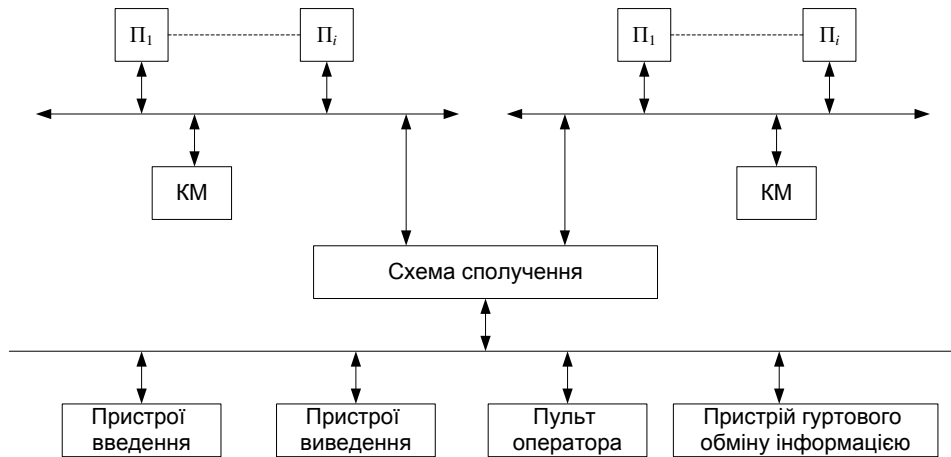 П1
Пi
П1
Пi
КМ
КМ
Схема сполучення
Пристрої
введення
Пристрої
виведення
Пульт
оператора
Пристрій гуртового
обміну інформацією